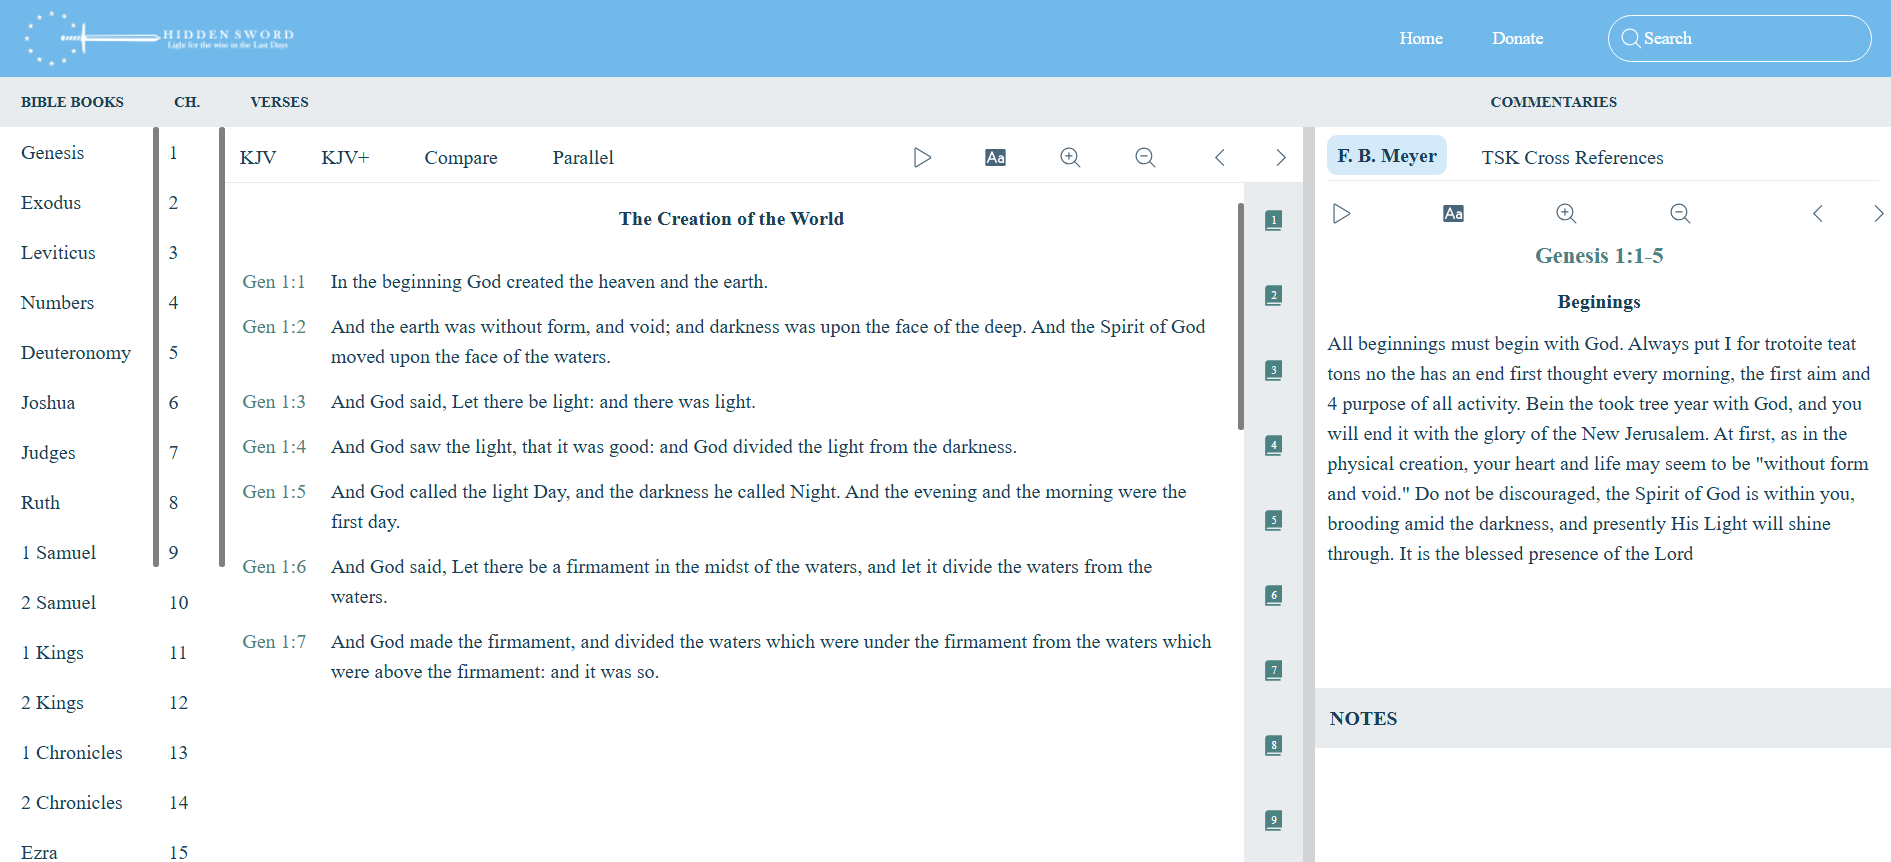 HIDDEN SWORD
Light for the wise in the Last Days
Home
Donate
Search
BIBLE BOOKS
CH.
VERSES
COMMENTARIES
Genesis
Exodus
Leviticus
Numbers
Deuteronomy
Joshua
Judges
Ruth
1 Samuel
2 Samuel
1 Kings
2 Kings
1 Chronicles
2 Chronicles
Ezra
1
2
3
4
5
6
7
8
9
10
11
12
13
14
15
KJV
KJV+
Compare
Parallel
Aa
The Creation of the World
Gen 1:1 In the beginning God created the heaven and the earth.
Gen 1:2 And the earth was without form, and void; and darkness was upon the face of the deep. And the Spirit of God
moved upon the face of the waters.
Gen 1:3 And God said, Let there be light: and there was light.
Gen 1:4 And God saw the light, that it was good: and God divided the light from the darkness.
Gen 1:5 And God called the light Day, and the darkness he called Night. And the evening and the morning were the
first day.
Gen 1:6 And God said, Let there be a firmament in the midst of the waters, and let it divide the waters from the
waters.
Gen 1:7 And God made the firmament, and divided the waters which were under the firmament from the waters which
were above the firmament: and it was so.
1
2
3
4
5
6
7
8
9
F. B. Meyer
TSK Cross References
Aa
Genesis 1:1-5
Beginings
All beginnings must begin with God. Always put I for trotoite teat
tons no the has an end first thought every morning, the first aim and
4 purpose of all activity. Bein the took tree year with God, and you
will end it with the glory of the New Jerusalem. At first, as in the
physical creation, your heart and life may seem to be "without form
and void." Do not be discouraged, the Spirit of God is within you,
brooding amid the darkness, and presently His Light will shine
through. It is the blessed presence of the Lord
NOTES